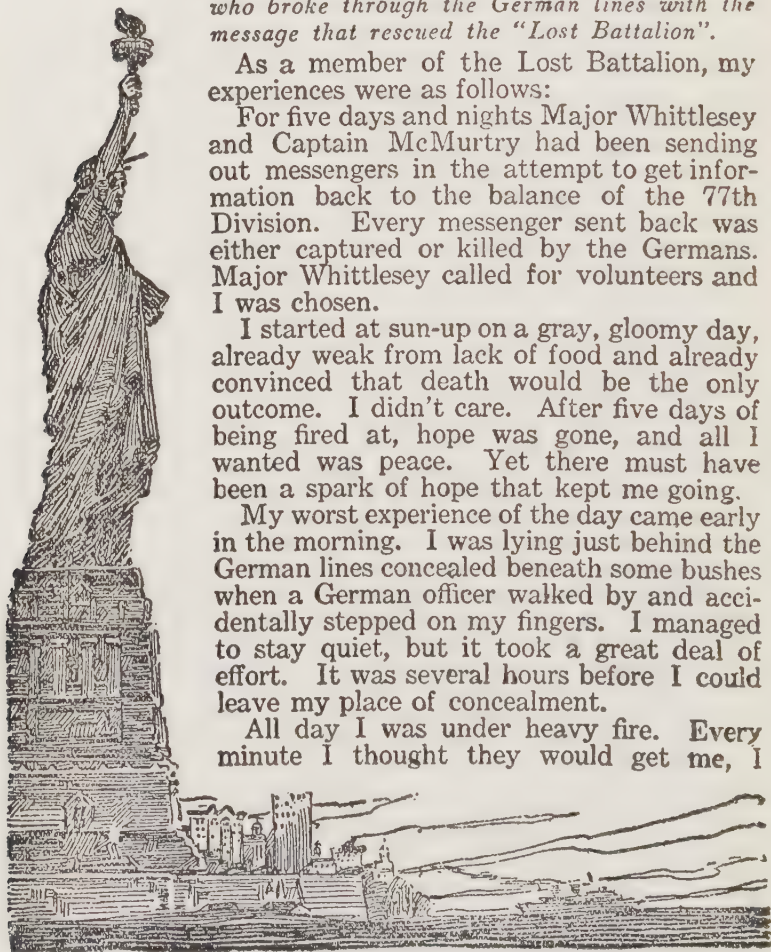 who broke through the German lines with the
message that rescued the “Lost Battalion”.
As a member of the Lost Battalion, my
experiences were as follows:
For five days and nights Major Whittlesey
and Captain McMurtry had been sending
out messengers in the attempt to get infor-
mation back to the balance of the 77th
Division. Every messenger sent back was
either captured or killed by the Germans.
Major Whittlesey called for volunteers and
I was chosen.
I started at sun-up on a gray, gloomy day,
already weak from lack of food and already
convinced that death would be the only
outcome. I didn't care. After five days of
being fired at, hope was gone, and all I
wanted was peace. Yet there must have
been a spark of hope that kept me going.
My worst experience of the day came early
in the morning. I was lying just behind the
German lines concealed beneath some bushes
when a German officer walked by and acci-
dentally stepped on my fingers. I managed
to stay quiet, but it took a great deal of
effort. It was several hours before I could
leave my place of concealment.
All day I was under heavy fire. Every
minute I thought they would get me, I